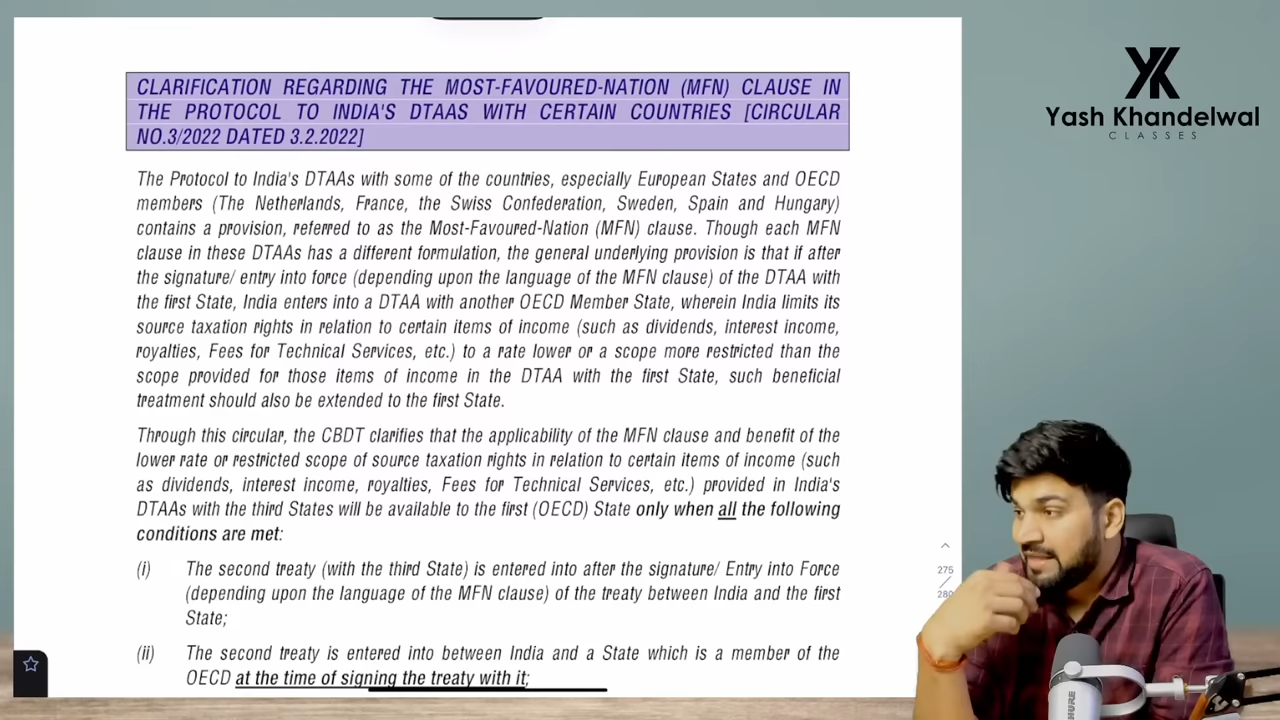 CLARIFICATION REGARDING THE MOST-FAVOURED-NATION (MFN) CLAUSE IN
THE PROTOCOL TO INDIA'S DTAAS WITH CERTAIN COUNTRIES [CIRCULAR
NO.3/2022 DATED 3.2.2022]
The Protocol to India's DTAAs with some of the countries, especially European States and OECD
members (The Netherlands, France, the Swiss Confederation, Sweden, Spain and Hungary)
contains a provision, referred to as the Most-Favoured-Nation (MFN) clause. Though each MFN
clause in these DTAAs has a different formulation, the general underlying provision is that if after
the signature/ entry into force (depending upon the language of the MFN clause) of the DTAA with
the first State, India enters into a DTAA with another OECD Member State, wherein India limits its
source taxation rights in relation to certain items of income (such as dividends, interest income,
royalties, Fees for Technical Services, etc.) to a rate lower or a scope more restricted than the
scope provided for those items of income in the DTAA with the first State, such beneficial
treatment should also be extended to the first State.
Through this circular, the CBDT clarifies that the applicability of the MFN clause and benefit of the
lower rate or restricted scope of source taxation rights in relation to certain items of income (such
as dividends, interest income, royalties, Fees for Technical Services, etc.) provided in India's
DTAAs with the third States will be available to the first (OECD) State only when all the following
conditions are met:
(i) The second treaty (with the third State) is entered into after the signature/ Entry into Force
(depending upon the language of the MFN clause) of the treaty between India and the first
State;
(ii) The second treaty is entered into between India and a State which is a member of the
OECD at the time of signing the treaty with it;
275
280
Yash Khandelwal
CLASSES
SHURE